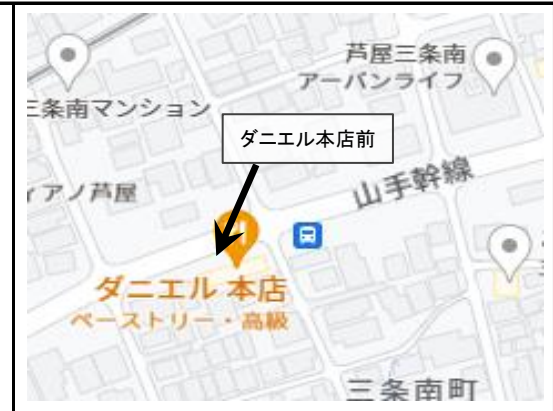 芦屋三条南
アーバンライフ
三条南マンション
ダニエル本店前
ィアノ芦屋
山手幹線
ダニエル 本店
ペーストリー・高級
三条南町